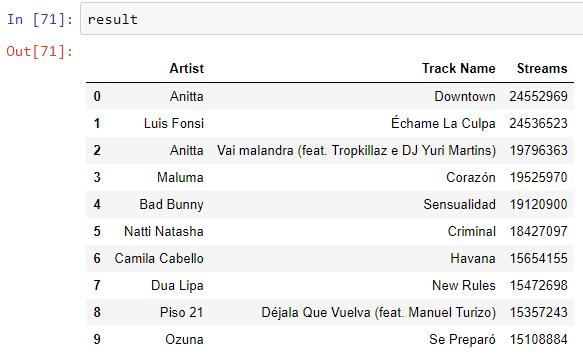 In [71]: result
Out[71]:
Artist Track Name Streams
0 Anitta Downtown 24552969
1 Luis Fonsi Échame La Culpa 24536523
2 Anitta Vai malandra (feat. Tropkillaz e DJ Yuri Martins) 19796363
3 Maluma Corazón 19525970
4 Bad Bunny Sensualidad 19120900
5 Natti Natasha Criminal 18427097
6 Camila Cabello Havana 15654155
7 Dua Lipa New Rules 15472698
8 Piso 21 Déjala Que Vuelva (feat. Manuel Turizo) 15357243
9 Ozuna Se Preparó 15108884